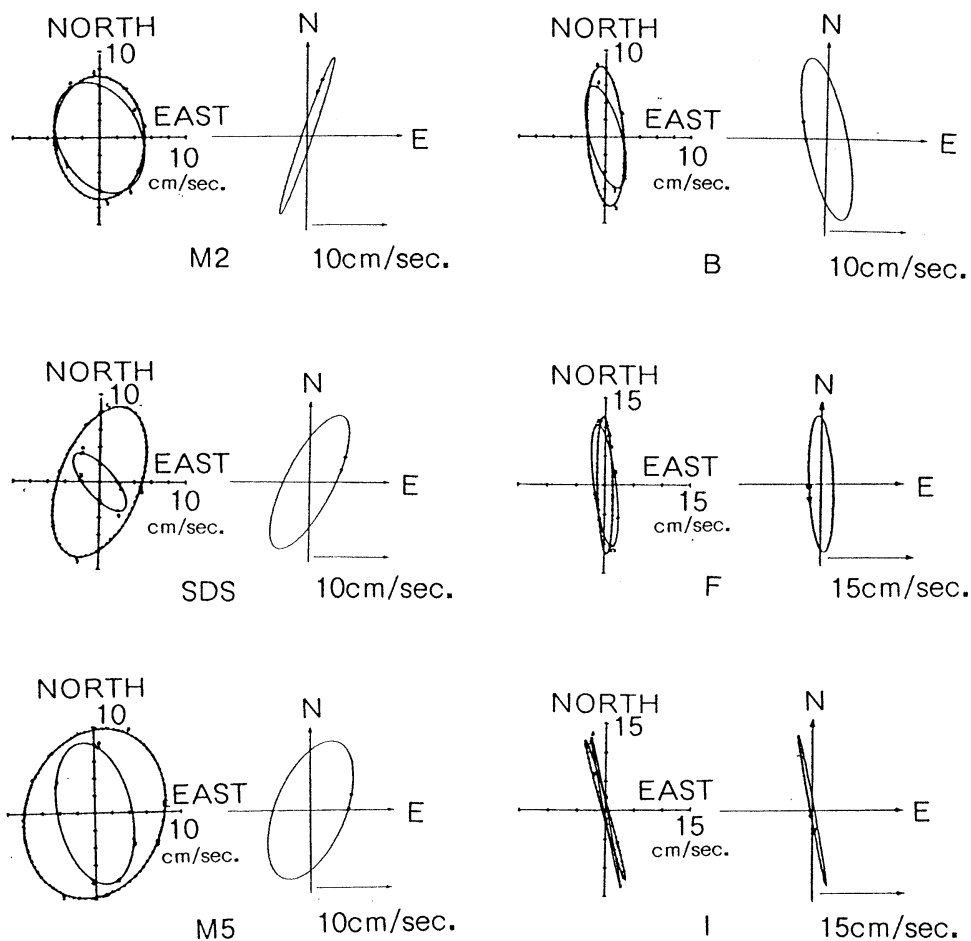 NORTH
10
EAST
10
cm/sec.
N
E
M2
10cm/sec.
NORTH
10
EAST
10
cm/sec.
N
E
B
10cm/sec.
NORTH
10
EAST
10
cm/sec.
N
E
SDS
10cm/sec.
NORTH
15
EAST
15
cm/sec.
N
E
F
15cm/sec.
NORTH
10
EAST
10
cm/sec.
N
E
M5
10cm/sec.
NORTH
15
EAST
15
cm/sec.
N
E
I
15cm/sec.